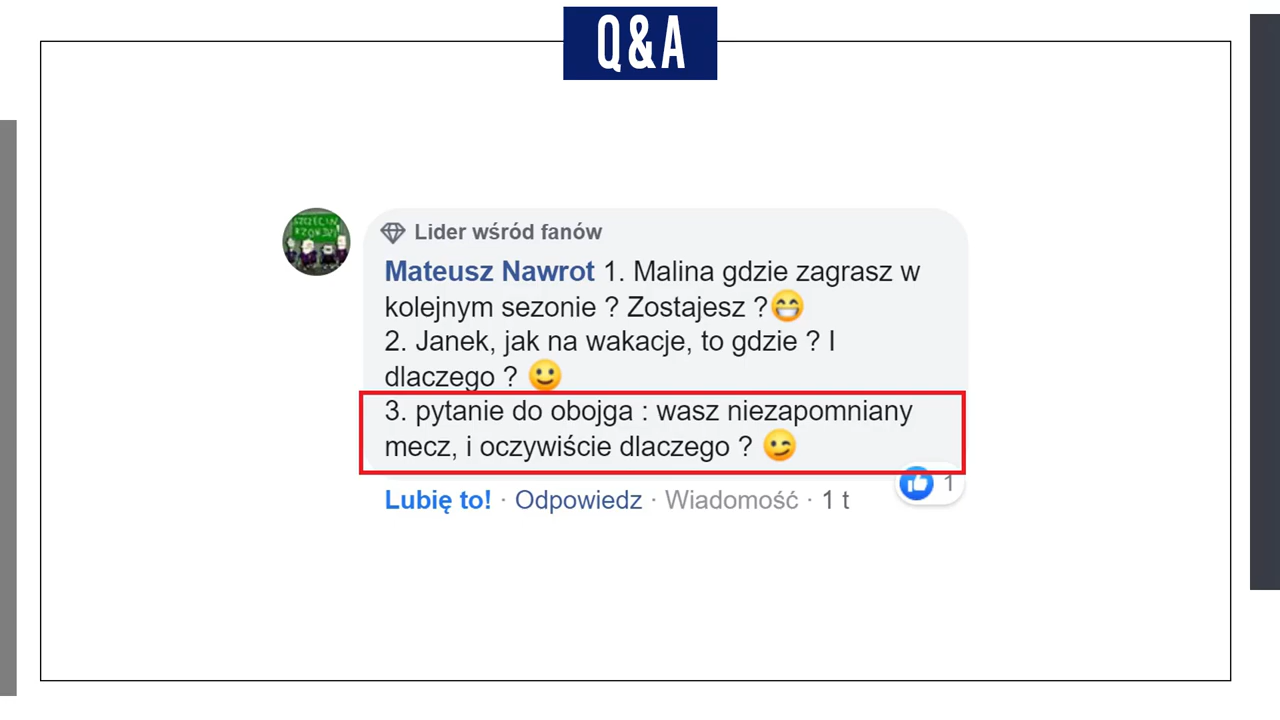 Q&A
SZCZECIN
Lider wśród fanów
Mateusz Nawrot 1. Malina gdzie zagrasz w
kolejnym sezonie ? Zostajesz ?😁
2. Janek, jak na wakacje, to gdzie ? I
dlaczego ? 🙂
3. pytanie do obojga : wasz niezapomniany
mecz, i oczywiście dlaczego ? 😉
1
Lubię to! · Odpowiedz · Wiadomość · 1 t